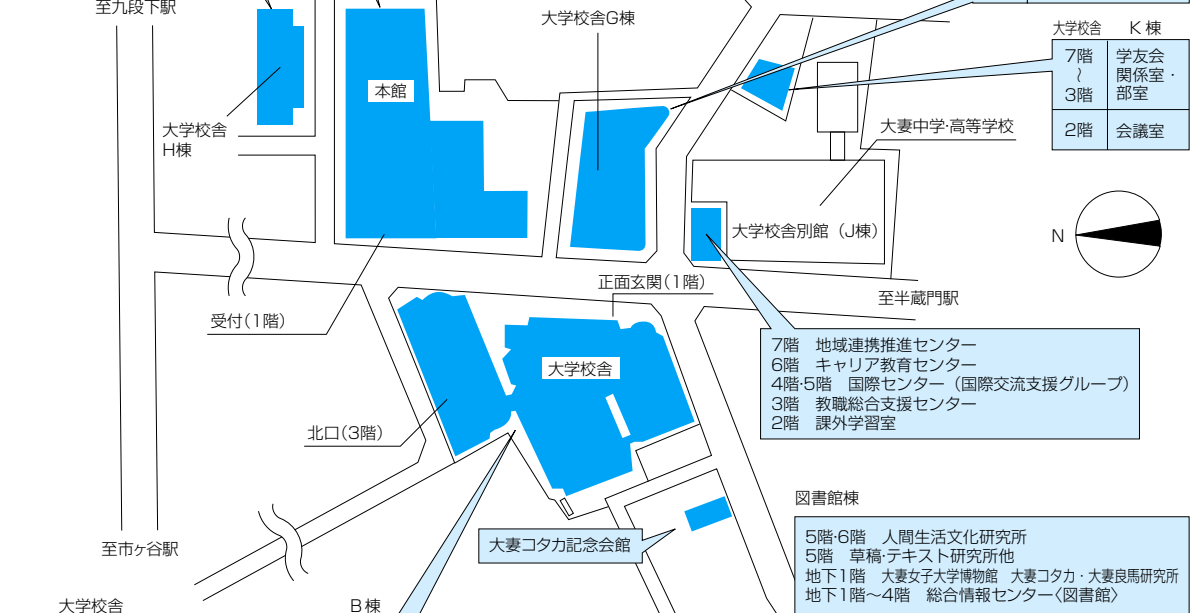 至九段下駅
大学校舎G棟
大学校舎 K棟
7階
〜
3階
学友会
関係室・
部室
2階 会議室
本館
大学校舎
H棟
大妻中学・高等学校
大学校舎別館（J棟）
N
正面玄関（1階）
至半蔵門駅
受付（1階）
7階 地域連携推進センター
6階 キャリア教育センター
4階・5階 国際センター（国際交流支援グループ）
3階 教職総合支援センター
2階 課外学習室
大学校舎
北口（3階）
図書館棟
5階・6階 人間生活文化研究所
5階 草稿・テキスト研究所他
地下1階 大妻女子大学博物館 大妻コタカ・大妻良馬研究所
地下1階〜4階 総合情報センター〈図書館〉
大妻コタカ記念会館
至市ヶ谷駅
大学校舎
B棟